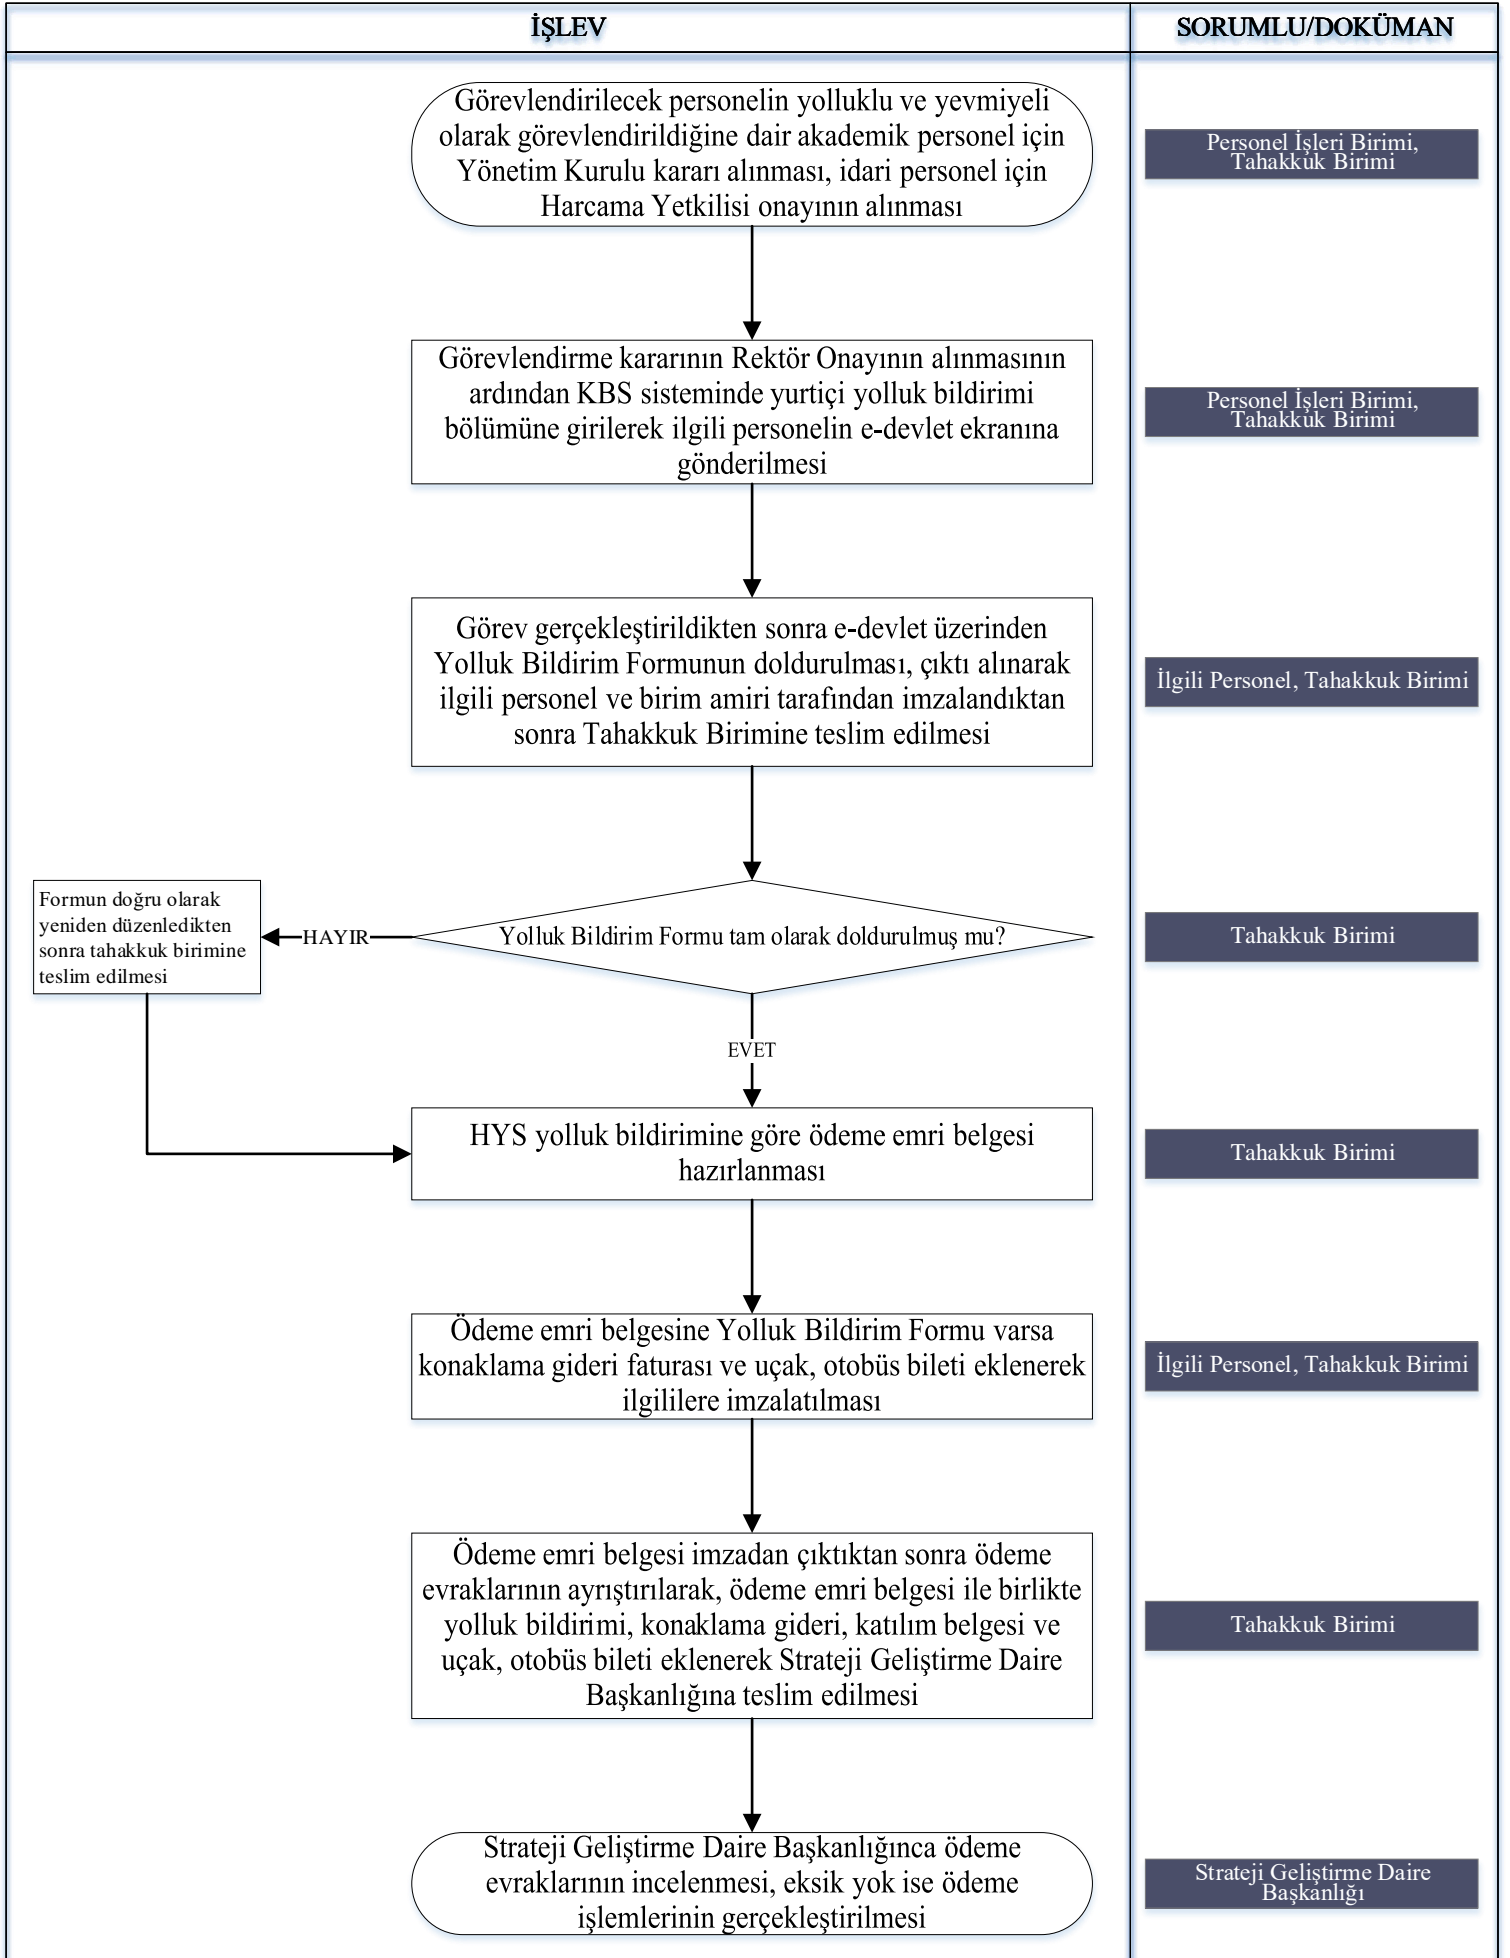 İŞLEV
SORUMLU/DOKÜMAN
Görevlendirilecek personelin yolluklu ve yevmiyeli
olarak görevlendirildiğine dair akademik personel için
Yönetim Kurulu kararı alınması, idari personel için
Harcama Yetkilisi onayının alınması
Personel İşleri Birimi,
Tahakkuk Birimi
Görevlendirme kararının Rektör Onayının alınmasının
ardından KBS sisteminde yurtiçi yolluk bildirimi
bölümüne girilerek ilgili personelin e-devlet ekranına
gönderilmesi
Personel İşleri Birimi,
Tahakkuk Birimi
Görev gerçekleştirildikten sonra e-devlet üzerinden
Yolluk Bildirim Formunun doldurulması, çıktı alınarak
ilgili personel ve birim amiri tarafından imzalandıktan
sonra Tahakkuk Birimine teslim edilmesi
İlgili Personel, Tahakkuk Birimi
Formun doğru olarak
yeniden düzenledikten
sonra tahakkuk birimine
teslim edilmesi
HAYIR
Yolluk Bildirim Formu tam olarak doldurulmuş mu?
Tahakkuk Birimi
EVET
HYS yolluk bildirimine göre ödeme emri belgesi
hazırlanması
Tahakkuk Birimi
Ödeme emri belgesine Yolluk Bildirim Formu varsa
konaklama gideri faturası ve uçak, otobüs bileti eklenerek
ilgililere imzalatılması
İlgili Personel, Tahakkuk Birimi
Ödeme emri belgesi imzadan çıktıktan sonra ödeme
evraklarının ayrıştırılarak, ödeme emri belgesi ile birlikte
yolluk bildirimi, konaklama gideri, katılım belgesi ve
uçak, otobüs bileti eklenerek Strateji Geliştirme Daire
Başkanlığına teslim edilmesi
Tahakkuk Birimi
Strateji Geliştirme Daire Başkanlığınca ödeme
evraklarının incelenmesi, eksik yok ise ödeme
işlemlerinin gerçekleştirilmesi
Strateji Geliştirme Daire
Başkanlığı